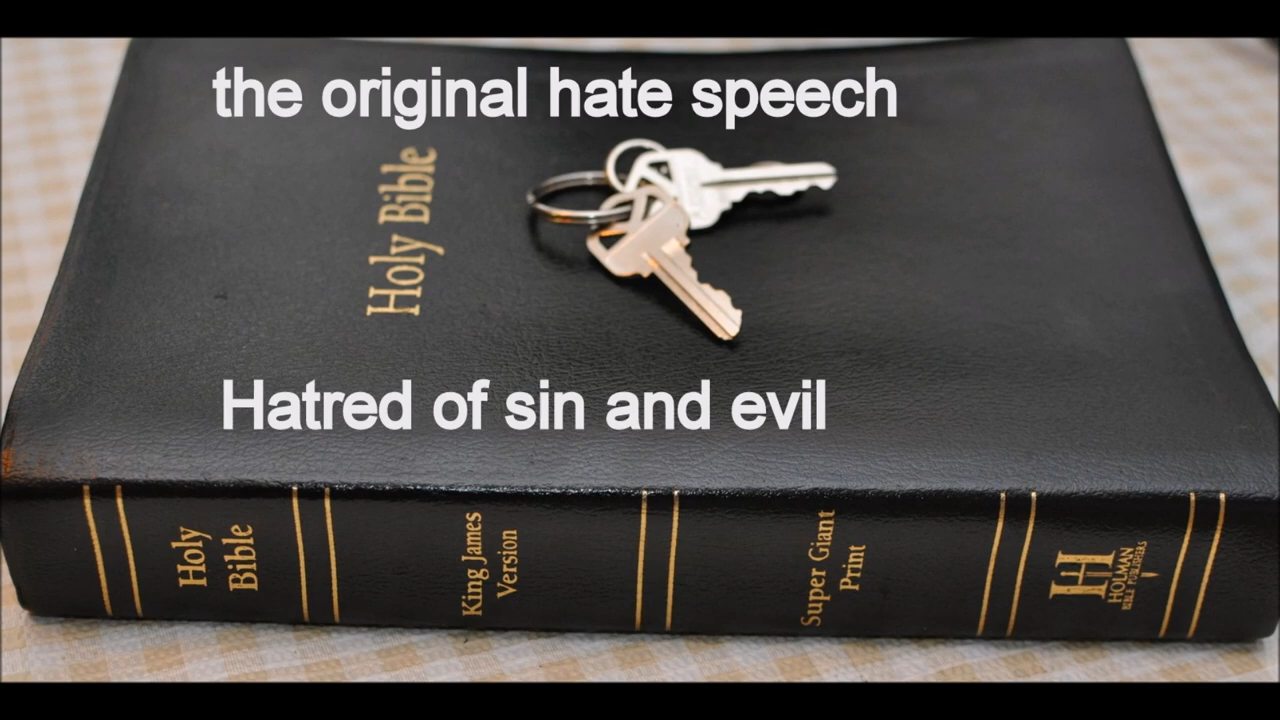 the original hate speech
Holy Bible
Hatred of sin and evil
Holy
Bible
King James
Version
Super Giant
Print
H
HOLMAN
BIBLE PUBLISHERS